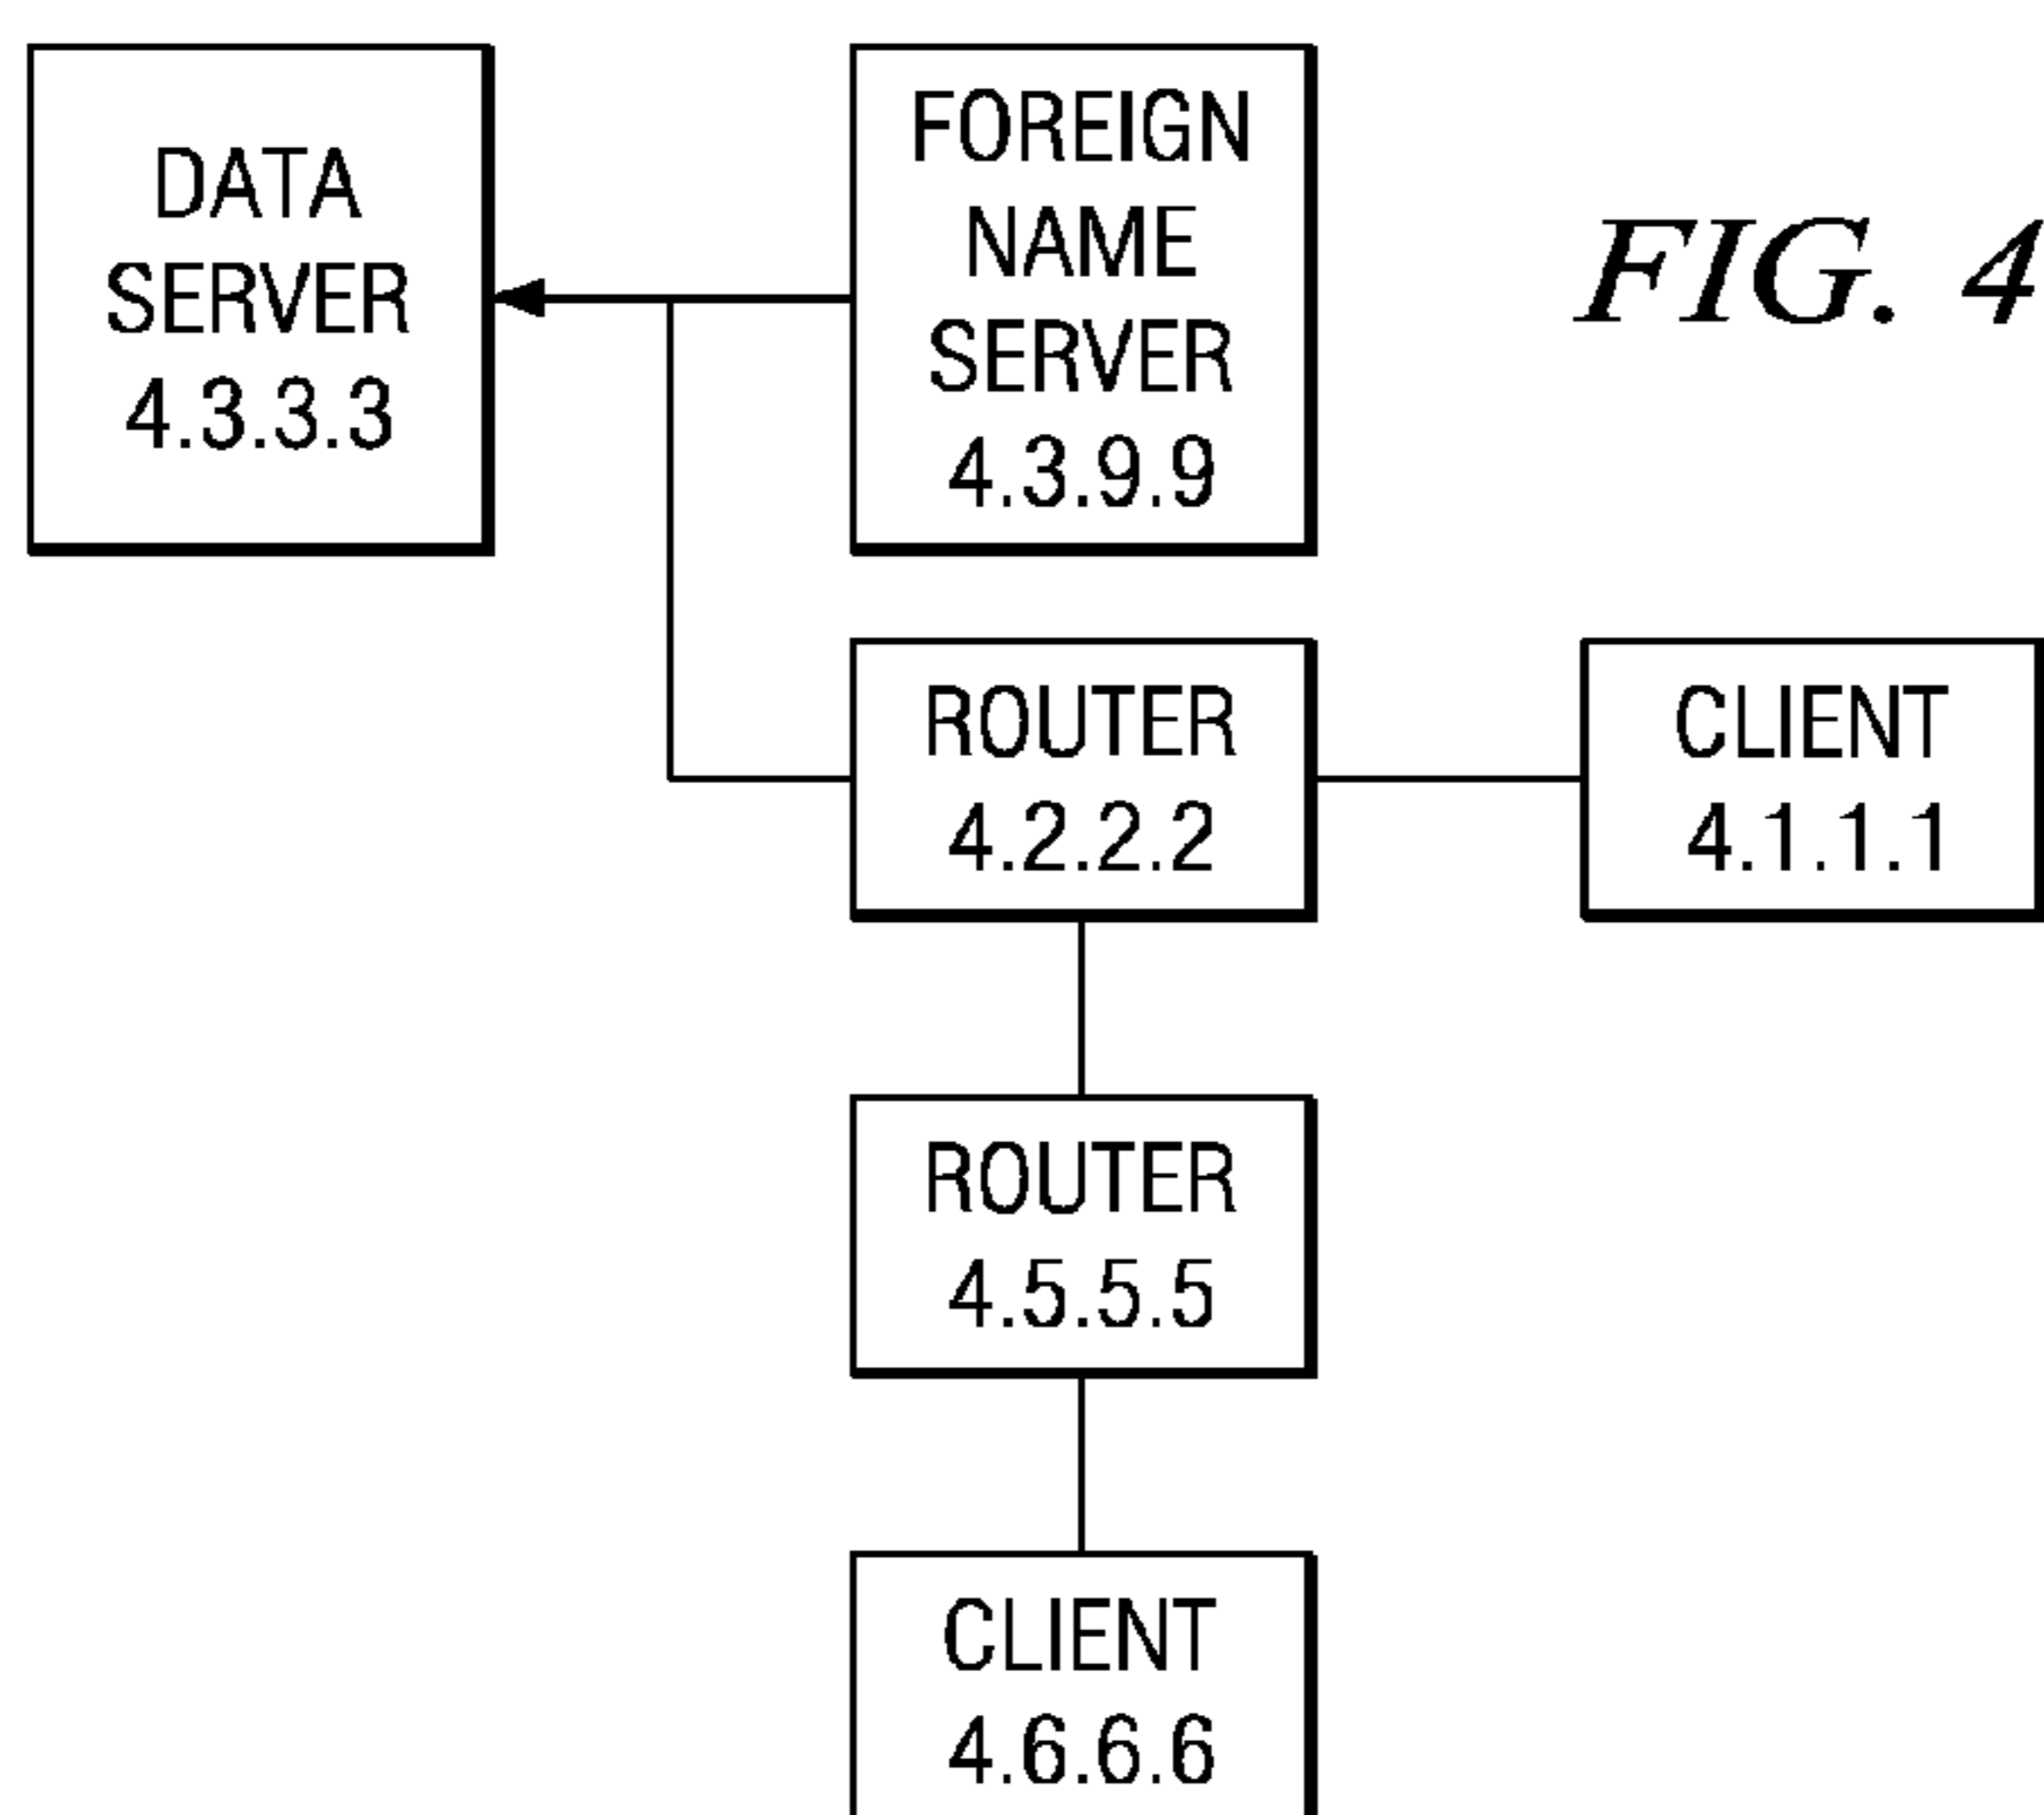 DATA
SERVER
4.3.3.3
FOREIGN
NAME
SERVER
4.3.9.9
FIG. 4
ROUTER
4.2.2.2
CLIENT
4.1.1.1
ROUTER
4.5.5.5
CLIENT
4.6.6.6